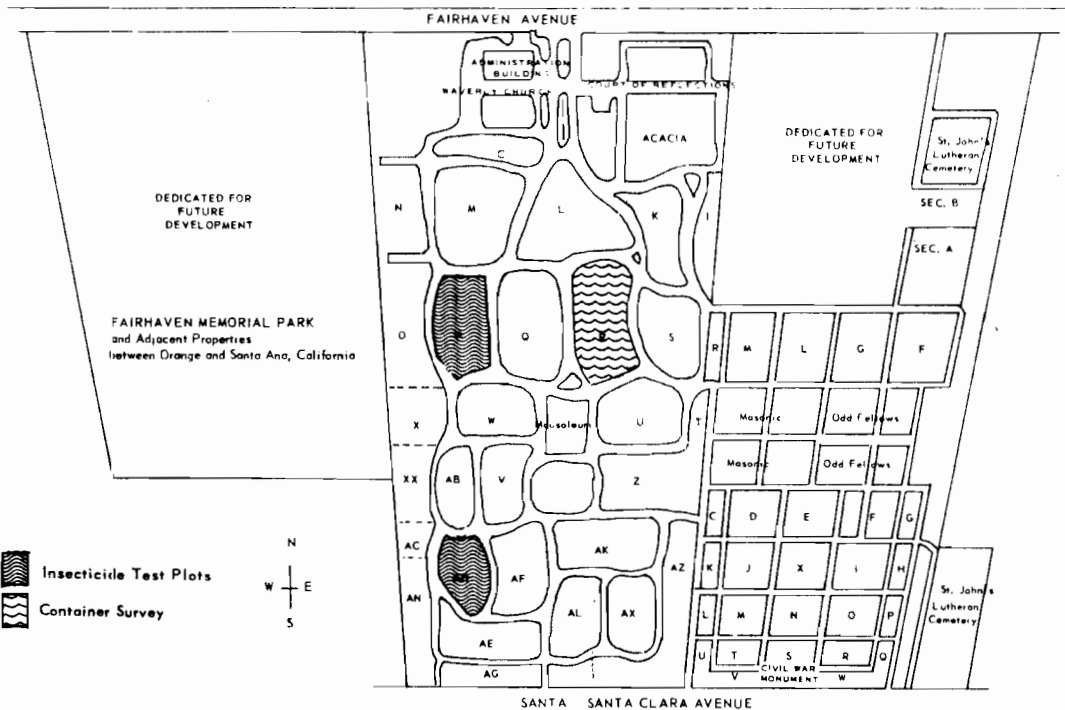 FAIRHAVEN AVENUE
ADMINISTRATION
BUILDING
WAVERLY CHURCH
COURT OF REFLECTIONS
ACACIA
DEDICATED FOR
FUTURE
DEVELOPMENT
St. John's
Lutheran
Cemetery
C
DEDICATED FOR
FUTURE
DEVELOPMENT
N M L K I
SEC. B
SEC. A
FAIRHAVEN MEMORIAL PARK
and Adjacent Properties
between Orange and Santa Ana, California
O Q S R M L G F
X W Mausoleum U T Masonic Odd Fellows
Masonic Odd Fellows
XX AB V Z
C D E F G
AC AK
Insecticide Test Plots
N
W E
S
AF AZ K J X I H
Container Survey
AN AL AX L M N O P
St. John's
Lutheran
Cemetery
AE U T S R Q
CIVIL WAR
MONUMENT
AG V W
SANTA SANTA CLARA AVENUE